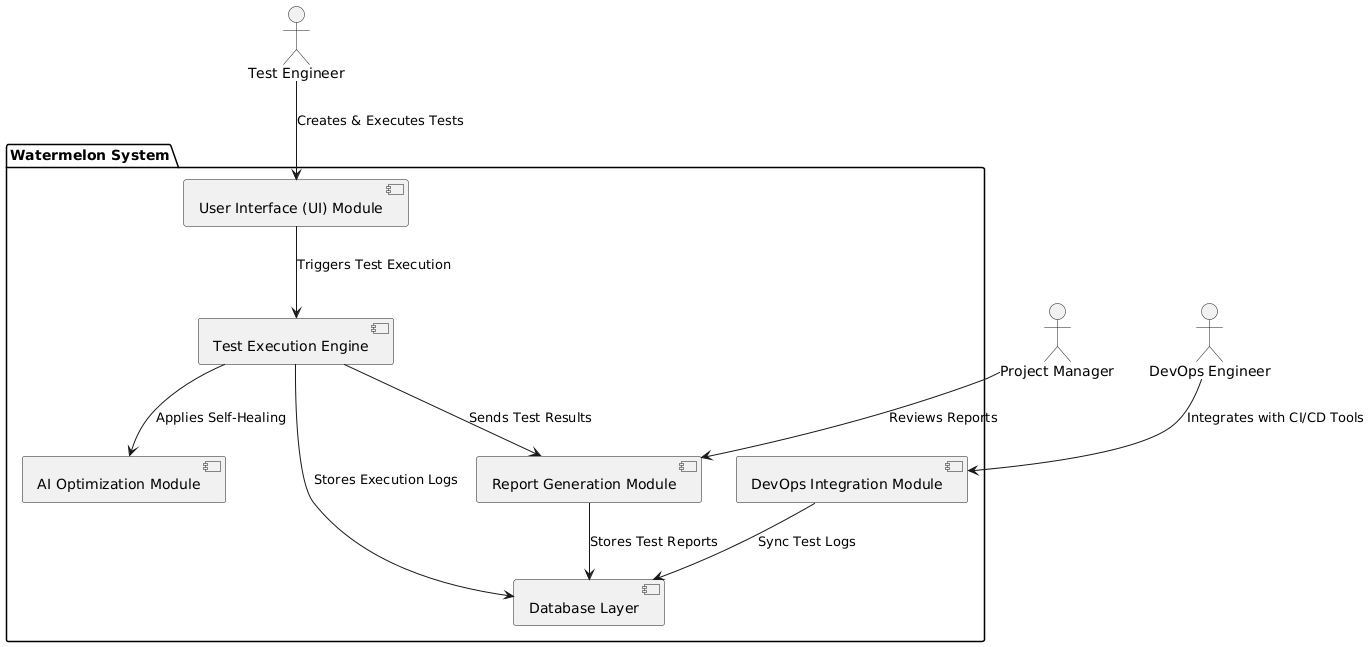 Test Engineer
Creates & Executes Tests
Watermelon System
User Interface (UI) Module
Triggers Test Execution
Test Execution Engine
Project Manager
DevOps Engineer
Applies Self-Healing
Sends Test Results
Reviews Reports
Integrates with CI/CD Tools
Stores Execution Logs
AI Optimization Module
Report Generation Module
DevOps Integration Module
Stores Test Reports
Sync Test Logs
Database Layer